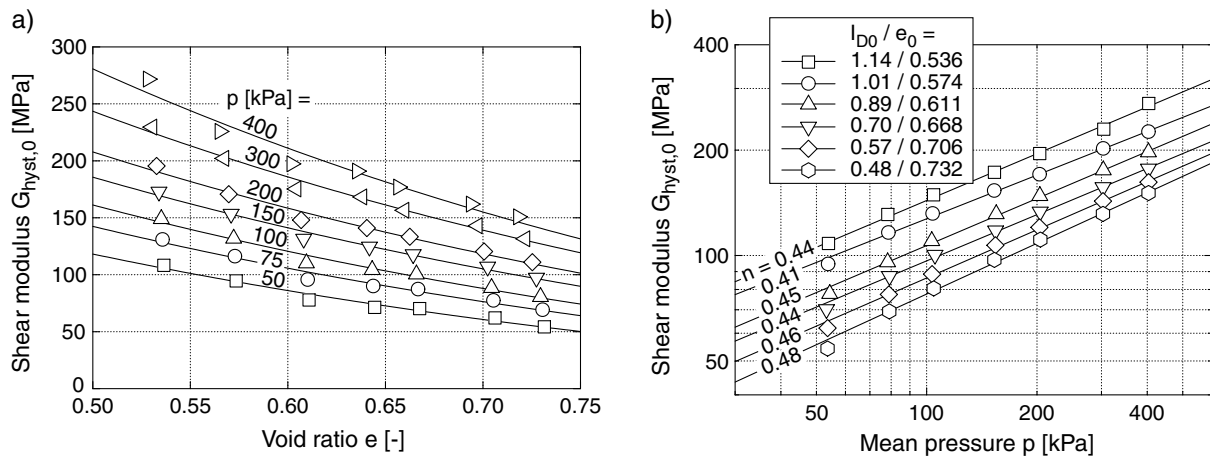 a)
Shear modulus Ghyst,0 [MPa]
300
250
200
150
100
50
0
0.50 0.55 0.60 0.65 0.70 0.75
Void ratio e [-]
p [kPa] =
400
300
200
150
100
75
50
b)
Shear modulus Ghyst,0 [MPa]
400
200
100
50
50 100 200 400
Mean pressure p [kPa]
ID0 / e0 =
1.14 / 0.536
1.01 / 0.574
0.89 / 0.611
0.70 / 0.668
0.57 / 0.706
0.48 / 0.732
n = 0.44
0.41
0.45
0.44
0.46
0.48